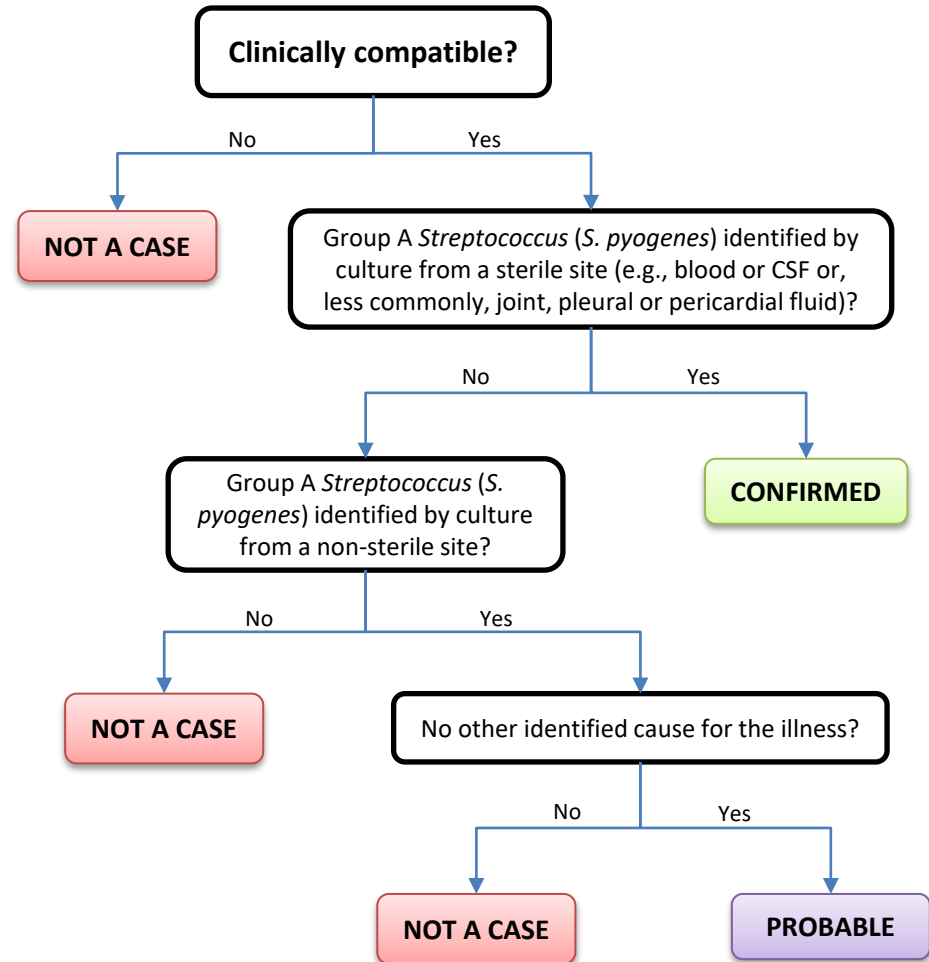 Clinically compatible?
No
Yes
NOT A CASE
Group A Streptococcus (S. pyogenes) identified by
culture from a sterile site (e.g., blood or CSF or,
less commonly, joint, pleural or pericardial fluid)?
No
Yes
Group A Streptococcus (S.
pyogenes) identified by culture
from a non-sterile site?
CONFIRMED
No
Yes
NOT A CASE
No other identified cause for the illness?
No
Yes
NOT A CASE
PROBABLE